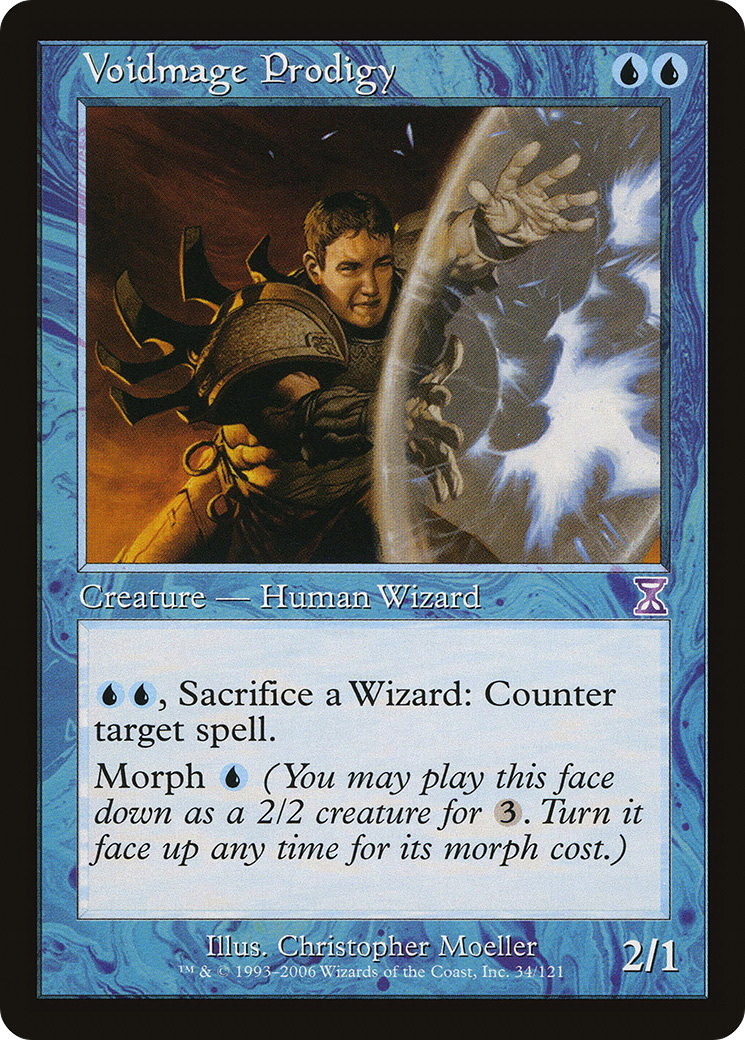 Voidmage Prodigy
Creature — Human Wizard
, Sacrifice a Wizard: Counter
target spell.
Morph (You may play this face
down as a 2/2 creature for 3. Turn it
face up any time for its morph cost.)
Illus. Christopher Moeller
™ & © 1993–2006 Wizards of the Coast, Inc. 34/121
2/1